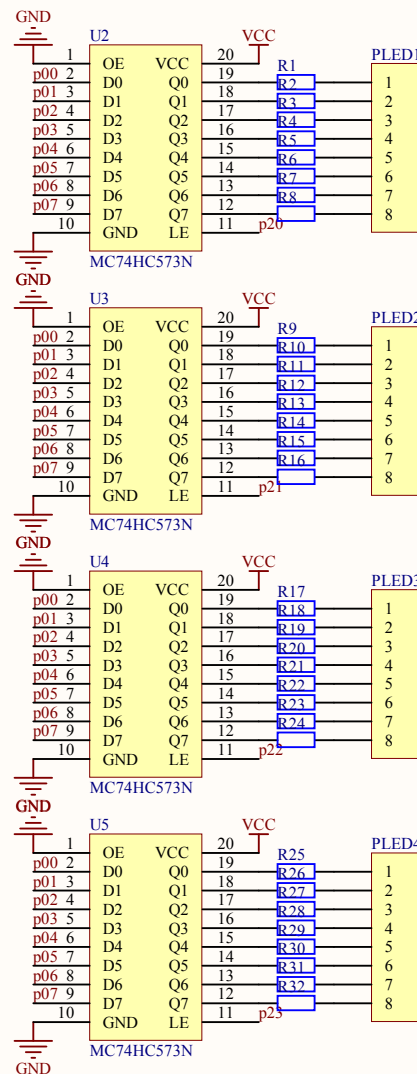 GND
U2 VCC PLED1
1 OE VCC 20 R1
p00 2 D0 Q0 19 R2 1
p01 3 D1 Q1 18 R3 2
p02 4 D2 Q2 17 R4 3
p03 5 D3 Q3 16 R5 4
p04 6 D4 Q4 15 R6 5
p05 7 D5 Q5 14 R7 6
p06 8 D6 Q6 13 R8 7
p07 9 D7 Q7 12 8
10 GND LE 11 p20
MC74HC573N
GND
GND
U3 VCC PLED2
1 OE VCC 20 R9
p00 2 D0 Q0 19 R10 1
p01 3 D1 Q1 18 R11 2
p02 4 D2 Q2 17 R12 3
p03 5 D3 Q3 16 R13 4
p04 6 D4 Q4 15 R14 5
p05 7 D5 Q5 14 R15 6
p06 8 D6 Q6 13 R16 7
p07 9 D7 Q7 12 8
10 GND LE 11 p21
MC74HC573N
GND
GND
U4 VCC PLED3
1 OE VCC 20 R17
p00 2 D0 Q0 19 R18 1
p01 3 D1 Q1 18 R19 2
p02 4 D2 Q2 17 R20 3
p03 5 D3 Q3 16 R21 4
p04 6 D4 Q4 15 R22 5
p05 7 D5 Q5 14 R23 6
p06 8 D6 Q6 13 R24 7
p07 9 D7 Q7 12 8
10 GND LE 11 p22
MC74HC573N
GND
GND
U5 VCC PLED4
1 OE VCC 20 R25
p00 2 D0 Q0 19 R26 1
p01 3 D1 Q1 18 R27 2
p02 4 D2 Q2 17 R28 3
p03 5 D3 Q3 16 R29 4
p04 6 D4 Q4 15 R30 5
p05 7 D5 Q5 14 R31 6
p06 8 D6 Q6 13 R32 7
p07 9 D7 Q7 12 8
10 GND LE 11 p23
MC74HC573N
GND